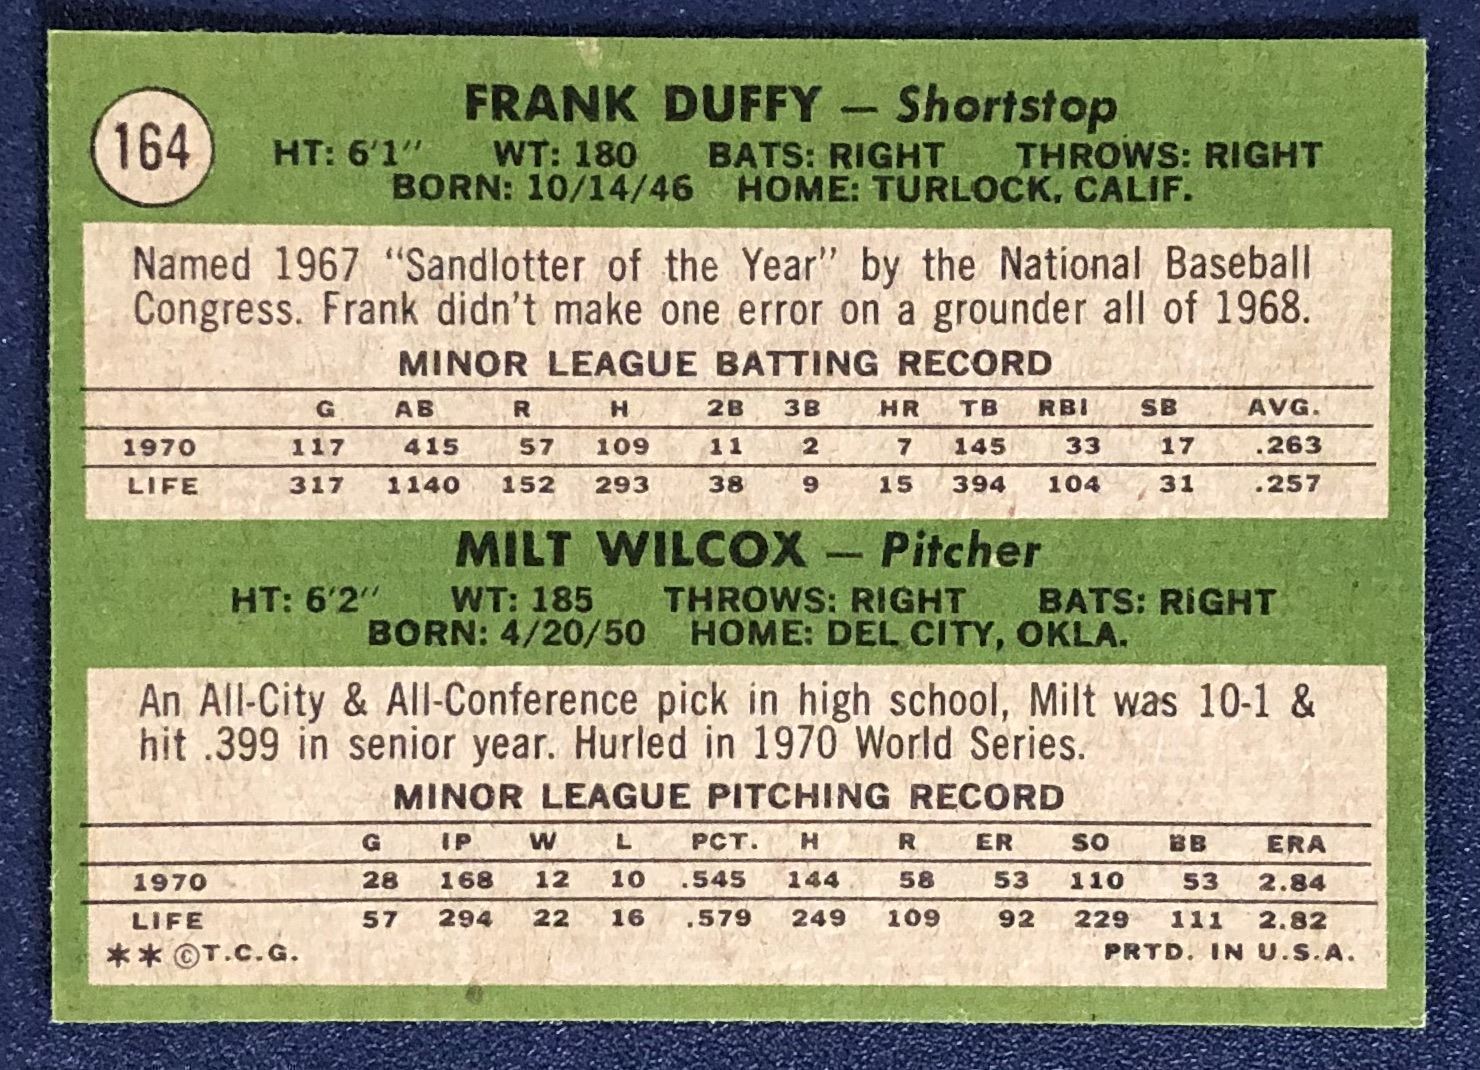 164
FRANK DUFFY — Shortstop
HT: 6'1" WT: 180 BATS: RIGHT THROWS: RIGHT
BORN: 10/14/46 HOME: TURLOCK, CALIF.
Named 1967 "Sandlotter of the Year" by the National Baseball
Congress. Frank didn't make one error on a grounder all of 1968.
MINOR LEAGUE BATTING RECORD
G AB R H 2B 3B HR TB RBI SB AVG.
1970 117 415 57 109 11 2 7 145 33 17 .263
LIFE 317 1140 152 293 38 9 15 394 104 31 .257
MILT WILCOX — Pitcher
HT: 6'2" WT: 185 THROWS: RIGHT BATS: RIGHT
BORN: 4/20/50 HOME: DEL CITY, OKLA.
An All-City & All-Conference pick in high school, Milt was 10-1 &
hit .399 in senior year. Hurled in 1970 World Series.
MINOR LEAGUE PITCHING RECORD
G IP W L PCT. H R ER SO BB ERA
1970 28 168 12 10 .545 144 58 53 110 53 2.84
LIFE 57 294 22 16 .579 249 109 92 229 111 2.82
**©T.C.G. PRTD. IN U.S.A.